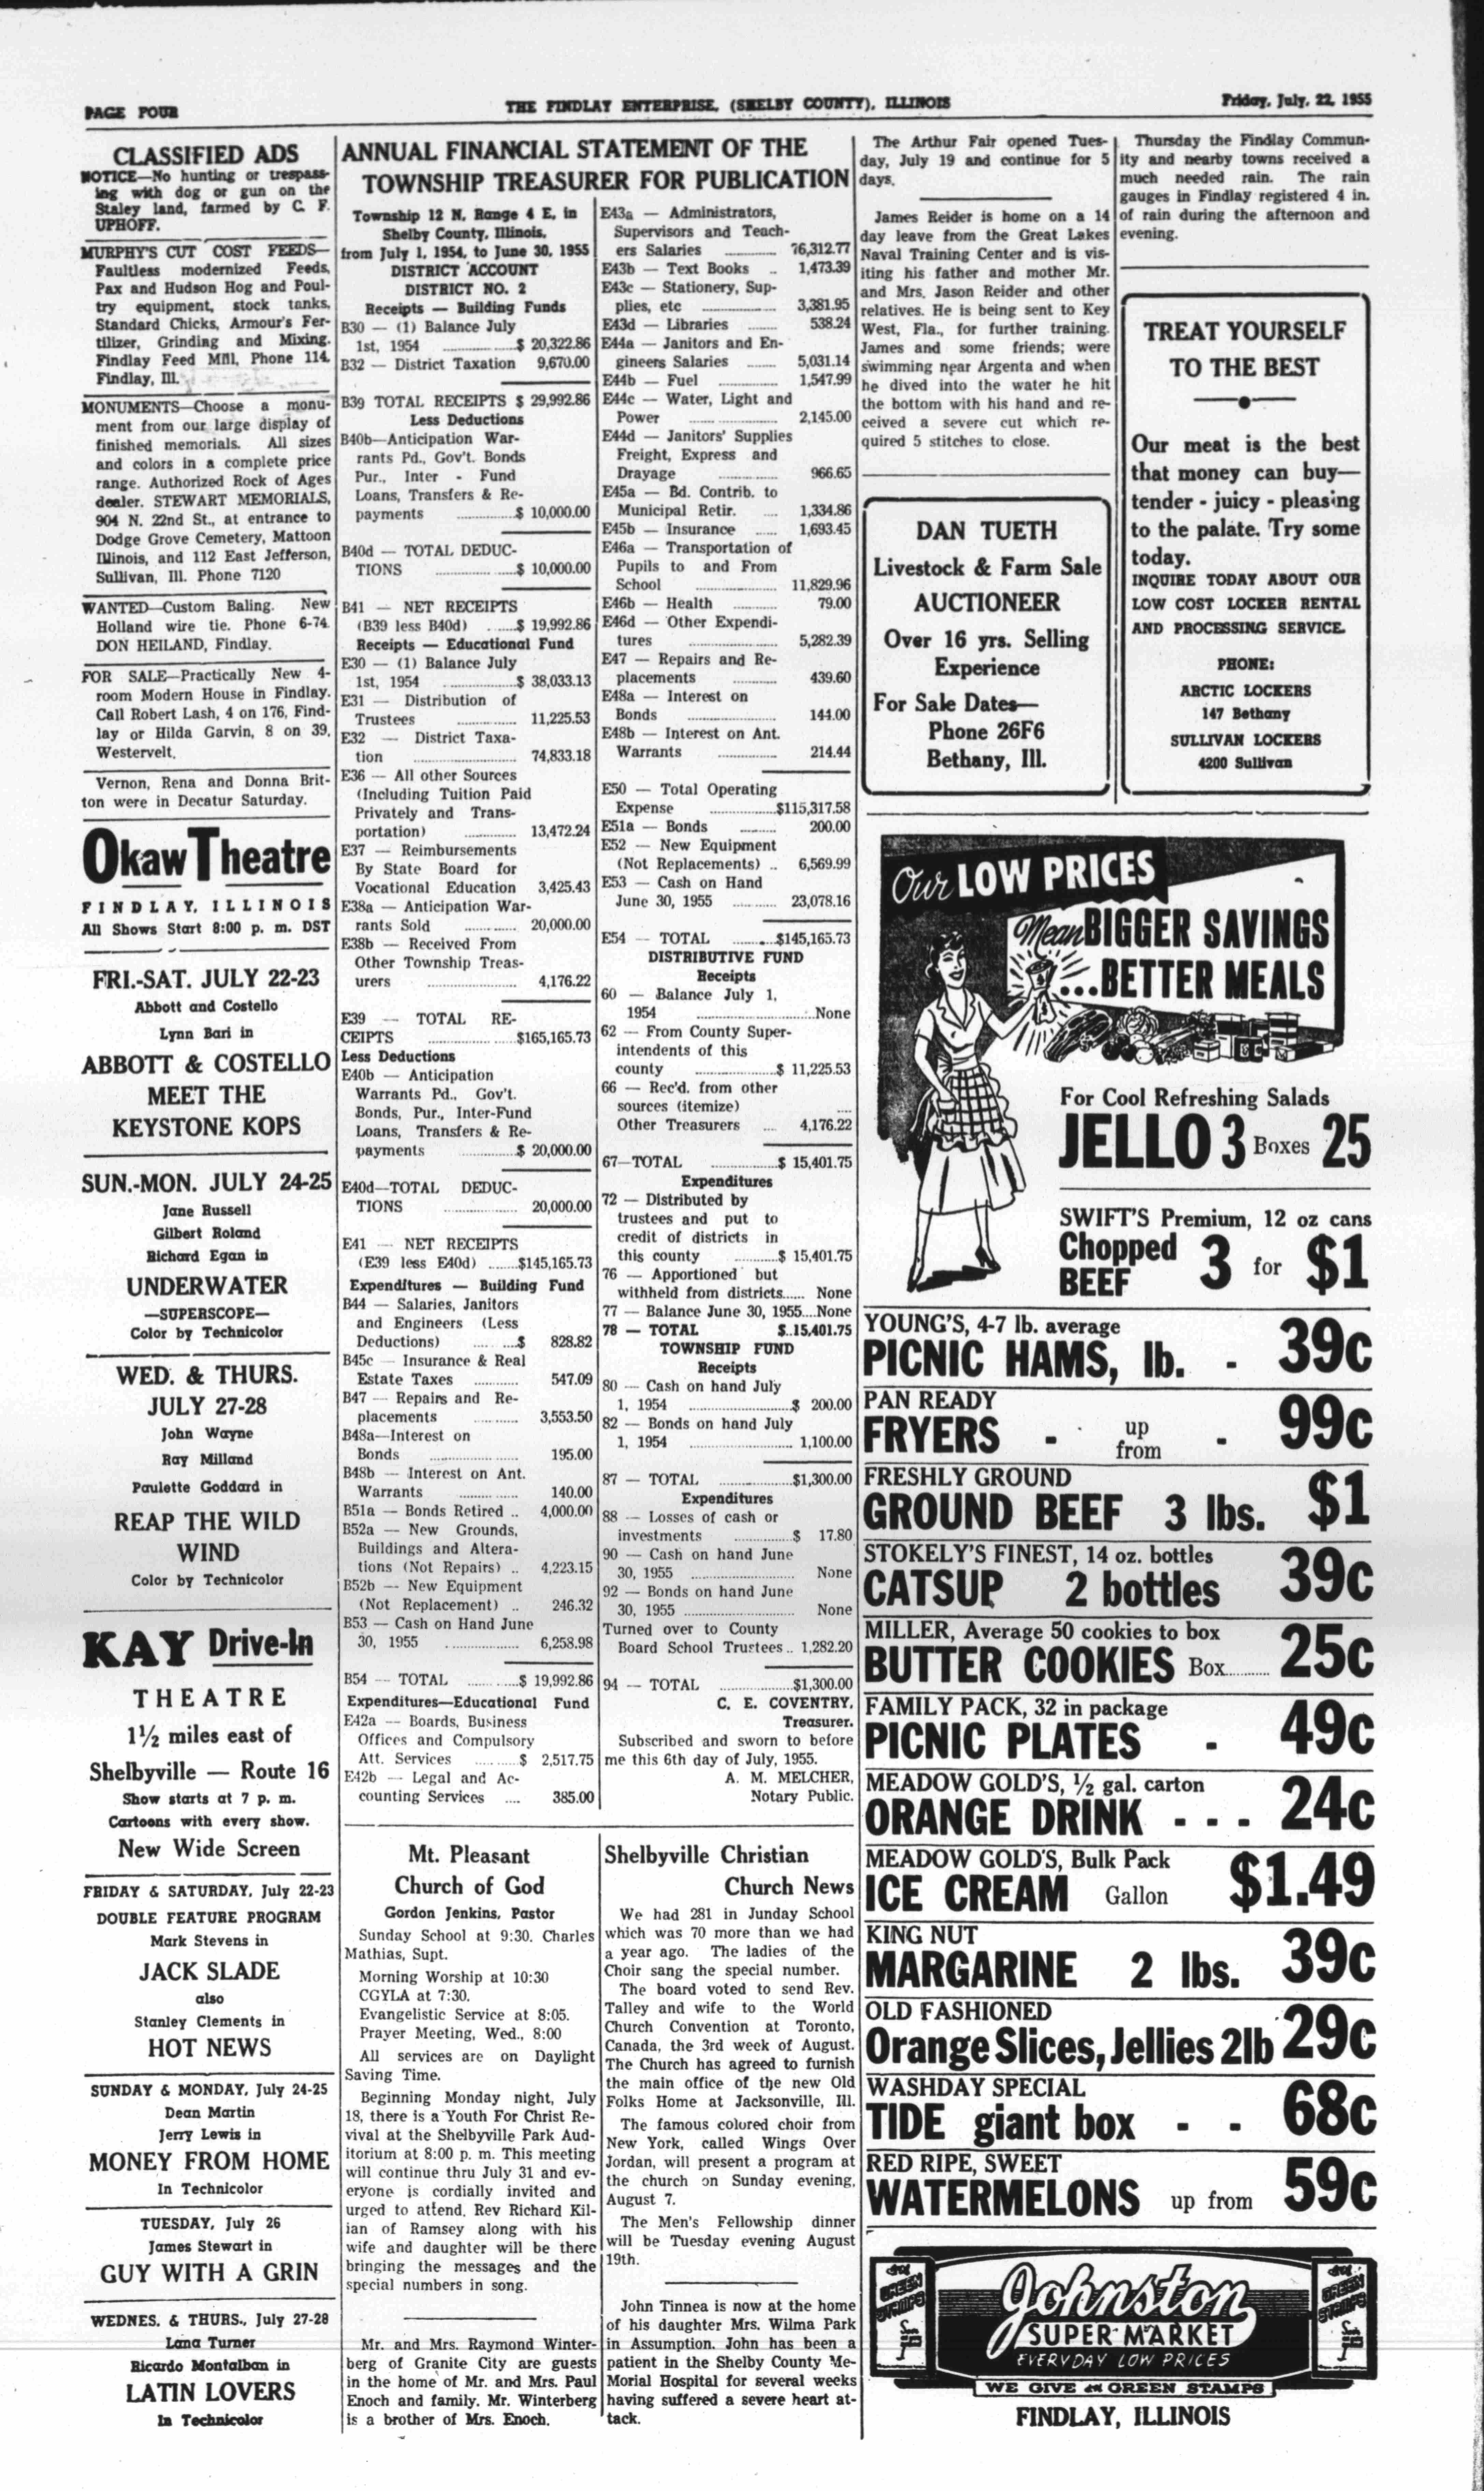 PAGE FOUR
THE FINDLAY ENTERPRISE, (SHELBY COUNTY), ILLINOIS
Friday, July, 22, 1955
CLASSIFIED ADS
NOTICE—No hunting or trespass-
ing with dog or gun on the
Staley land, farmed by C. F.
UPHOFF.
MURPHY'S CUT COST FEEDS—
Faultless modernized Feeds,
Pax and Hudson Hog and Poul-
try equipment, stock tanks,
Standard Chicks, Armour's Fer-
tilizer, Grinding and Mixing.
Findlay Feed Mill, Phone 114.
Findlay, Ill.
MONUMENTS—Choose a monu-
ment from our large display of
finished memorials. All sizes
and colors in a complete price
range. Authorized Rock of Ages
dealer. STEWART MEMORIALS,
904 N. 22nd St., at entrance to
Dodge Grove Cemetery, Mattoon
Illinois, and 112 East Jefferson,
Sullivan, Ill. Phone 7120
WANTED—Custom Baling. New
Holland wire tie. Phone 6-74.
DON HEILAND, Findlay.
FOR SALE—Practically New 4-
room Modern House in Findlay.
Call Robert Lash, 4 on 176, Find-
lay or Hilda Garvin, 8 on 39,
Westervelt.
Vernon, Rena and Donna Brit-
ton were in Decatur Saturday.
Okaw Theatre
FINDLAY, ILLINOIS
All Shows Start 8:00 p. m. DST
FRI.-SAT. JULY 22-23
Abbott and Costello
Lynn Bari in
ABBOTT & COSTELLO
MEET THE
KEYSTONE KOPS
SUN.-MON. JULY 24-25
Jane Russell
Gilbert Roland
Richard Egan in
UNDERWATER
—SUPERSCOPE—
Color by Technicolor
WED. & THURS.
JULY 27-28
John Wayne
Ray Milland
Paulette Goddard in
REAP THE WILD
WIND
Color by Technicolor
KAY Drive-In
THEATRE
1½ miles east of
Shelbyville — Route 16
Show starts at 7 p. m.
Cartoons with every show.
New Wide Screen
FRIDAY & SATURDAY, July 22-23
DOUBLE FEATURE PROGRAM
Mark Stevens in
JACK SLADE
also
Stanley Clements in
HOT NEWS
SUNDAY & MONDAY, July 24-25
Dean Martin
Jerry Lewis in
MONEY FROM HOME
In Technicolor
TUESDAY, July 26
James Stewart in
GUY WITH A GRIN
WEDNES. & THURS., July 27-28
Lana Turner
Ricardo Montalban in
LATIN LOVERS
In Technicolor
ANNUAL FINANCIAL STATEMENT OF THE
TOWNSHIP TREASURER FOR PUBLICATION
Township 12 N, Range 4 E, in
Shelby County, Illinois,
from July 1, 1954, to June 30, 1955
DISTRICT ACCOUNT
DISTRICT NO. 2
Receipts — Building Funds
B30 — (1) Balance July
1st, 1954 ............$ 20,322.86
B32 — District Taxation 9,670.00
B39 TOTAL RECEIPTS $ 29,992.86
Less Deductions
B40b—Anticipation War-
rants Pd., Gov't. Bonds
Pur., Inter - Fund
Loans, Transfers & Re-
payments ............$ 10,000.00
B40d — TOTAL DEDUC-
TIONS ............$ 10,000.00
B41 — NET RECEIPTS
(B39 less B40d) ......$ 19,992.86
Receipts — Educational Fund
E30 — (1) Balance July
1st, 1954 ............$ 38,033.13
E31 — Distribution of
Trustees ............ 11,225.53
E32 — District Taxa-
tion ............ 74,833.18
E36 — All other Sources
(Including Tuition Paid
Privately and Trans-
portation) ............ 13,472.24
E37 — Reimbursements
By State Board for
Vocational Education 3,425.43
E38a — Anticipation War-
rants Sold ............ 20,000.00
E38b — Received From
Other Township Treas-
urers ............ 4,176.22
E39 — TOTAL RE-
CEIPTS ............$165,165.73
Less Deductions
E40b — Anticipation
Warrants Pd., Gov't.
Bonds, Pur., Inter-Fund
Loans, Transfers & Re-
payments ............$ 20,000.00
E40d—TOTAL DEDUC-
TIONS ............ 20,000.00
E41 — NET RECEIPTS
(E39 less E40d) ......$145,165.73
Expenditures — Building Fund
B44 — Salaries, Janitors
and Engineers (Less
Deductions) ......$ 828.82
B45c — Insurance & Real
Estate Taxes ......... 547.09
B47 — Repairs and Re-
placements ......... 3,553.50
B48a—Interest on
Bonds ............ 195.00
B48b — Interest on Ant.
Warrants ............ 140.00
B51a — Bonds Retired .. 4,000.00
B52a — New Grounds,
Buildings and Altera-
tions (Not Repairs) .. 4,223.15
B52b — New Equipment
(Not Replacement) .. 246.32
B53 — Cash on Hand June
30, 1955 ............ 6,258.98
B54 — TOTAL .........$ 19,992.86
Expenditures—Educational Fund
E42a — Boards, Business
Offices and Compulsory
Att. Services .........$ 2,517.75
E42b — Legal and Ac-
counting Services .... 385.00
E43a — Administrators,
Supervisors and Teach-
ers Salaries ......... 76,312.77
E43b — Text Books .. 1,473.39
E43c — Stationery, Sup-
plies, etc ............ 3,381.95
E43d — Libraries ...... 538.24
E44a — Janitors and En-
gineers Salaries ...... 5,031.14
E44b — Fuel ............ 1,547.99
E44c — Water, Light and
Power ............ 2,145.00
E44d — Janitors' Supplies
Freight, Express and
Drayage ............ 966.65
E45a — Bd. Contrib. to
Municipal Retir. .... 1,334.86
E45b — Insurance ...... 1,693.45
E46a — Transportation of
Pupils to and From
School ............ 11,829.96
E46b — Health ......... 79.00
E46d — Other Expendi-
tures ............ 5,282.39
E47 — Repairs and Re-
placements ......... 439.60
E48a — Interest on
Bonds ............ 144.00
E48b — Interest on Ant.
Warrants ............ 214.44
E50 — Total Operating
Expense ............$115,317.58
E51a — Bonds ......... 200.00
E52 — New Equipment
(Not Replacements) .. 6,569.99
E53 — Cash on Hand
June 30, 1955 ......... 23,078.16
E54 — TOTAL .........$145,165.73
DISTRIBUTIVE FUND
Receipts
60 — Balance July 1,
1954 ............None
62 — From County Super-
intendents of this
county ............$ 11,225.53
66 — Rec'd. from other
sources (itemize) ....
Other Treasurers .... 4,176.22
67—TOTAL ............$ 15,401.75
Expenditures
72 — Distributed by
trustees and put to
credit of districts in
this county .........$ 15,401.75
76 — Apportioned but
withheld from districts...... None
77 — Balance June 30, 1955....None
78 — TOTAL $..15,401.75
TOWNSHIP FUND
Receipts
80 — Cash on hand July
1, 1954 ............$ 200.00
82 — Bonds on hand July
1, 1954 ............ 1,100.00
87 — TOTAL ............$1,300.00
Expenditures
88 — Losses of cash or
investments ............$ 17.80
90 — Cash on hand June
30, 1955 ............ None
92 — Bonds on hand June
30, 1955 ............ None
Turned over to County
Board School Trustees .. 1,282.20
94 — TOTAL ............$1,300.00
C. E. COVENTRY,
Treasurer.
Subscribed and sworn to before
me this 6th day of July, 1955.
A. M. MELCHER,
Notary Public.
Mt. Pleasant
Church of God
Gordon Jenkins, Pastor
Sunday School at 9:30. Charles
Mathias, Supt.
Morning Worship at 10:30
CGYLA at 7:30.
Evangelistic Service at 8:05.
Prayer Meeting, Wed., 8:00
All services are on Daylight
Saving Time.
Beginning Monday night, July
18, there is a Youth For Christ Re-
vival at the Shelbyville Park Aud-
itorium at 8:00 p. m. This meeting
will continue thru July 31 and ev-
eryone is cordially invited and
urged to attend. Rev Richard Kil-
ian of Ramsey along with his
wife and daughter will be there
bringing the messages and the
special numbers in song.
Mr. and Mrs. Raymond Winter-
berg of Granite City are guests
in the home of Mr. and Mrs. Paul
Enoch and family. Mr. Winterberg
is a brother of Mrs. Enoch.
Shelbyville Christian
Church News
We had 281 in Junday School
which was 70 more than we had
a year ago. The ladies of the
Choir sang the special number.
The board voted to send Rev.
Talley and wife to the World
Church Convention at Toronto,
Canada, the 3rd week of August.
The Church has agreed to furnish
the main office of the new Old
Folks Home at Jacksonville, Ill.
The famous colored choir from
New York, called Wings Over
Jordan, will present a program at
the church on Sunday evening,
August 7.
The Men's Fellowship dinner
will be Tuesday evening August
19th.
John Tinnea is now at the home
of his daughter Mrs. Wilma Park
in Assumption. John has been a
patient in the Shelby County Me-
Morial Hospital for several weeks
having suffered a severe heart at-
tack.
The Arthur Fair opened Tues-
day, July 19 and continue for 5
days.
James Reider is home on a 14
day leave from the Great Lakes
Naval Training Center and is vis-
iting his father and mother Mr.
and Mrs. Jason Reider and other
relatives. He is being sent to Key
West, Fla., for further training.
James and some friends; were
swimming near Argenta and when
he dived into the water he hit
the bottom with his hand and re-
ceived a severe cut which re-
quired 5 stitches to close.
DAN TUETH
Livestock & Farm Sale
AUCTIONEER
Over 16 yrs. Selling
Experience
For Sale Dates—
Phone 26F6
Bethany, Ill.
Thursday the Findlay Commun-
ity and nearby towns received a
much needed rain. The rain
gauges in Findlay registered 4 in.
of rain during the afternoon and
evening.
TREAT YOURSELF
TO THE BEST
Our meat is the best
that money can buy—
tender - juicy - pleasing
to the palate. Try some
today.
INQUIRE TODAY ABOUT OUR
LOW COST LOCKER RENTAL
AND PROCESSING SERVICE.
PHONE:
ARCTIC LOCKERS
147 Bethany
SULLIVAN LOCKERS
4200 Sullivan
Our LOW PRICES
Mean BIGGER SAVINGS
...BETTER MEALS
For Cool Refreshing Salads
JELLO 3 Boxes 25
SWIFT'S Premium, 12 oz cans
Chopped
BEEF 3 for $1
YOUNG'S, 4-7 lb. average
PICNIC HAMS, lb. - 39c
PAN READY
FRYERS - up from - 99c
FRESHLY GROUND
GROUND BEEF 3 lbs. $1
STOKELY'S FINEST, 14 oz. bottles
CATSUP 2 bottles 39c
MILLER, Average 50 cookies to box
BUTTER COOKIES Box.......... 25c
FAMILY PACK, 32 in package
PICNIC PLATES - 49c
MEADOW GOLD'S, ½ gal. carton
ORANGE DRINK - - - 24c
MEADOW GOLD'S, Bulk Pack
ICE CREAM Gallon $1.49
KING NUT
MARGARINE 2 lbs. 39c
OLD FASHIONED
Orange Slices, Jellies 2lb 29c
WASHDAY SPECIAL
TIDE giant box - - 68c
RED RIPE, SWEET
WATERMELONS up from 59c
Johnston
SUPER MARKET
EVERYDAY LOW PRICES
WE GIVE GREEN STAMPS
FINDLAY, ILLINOIS